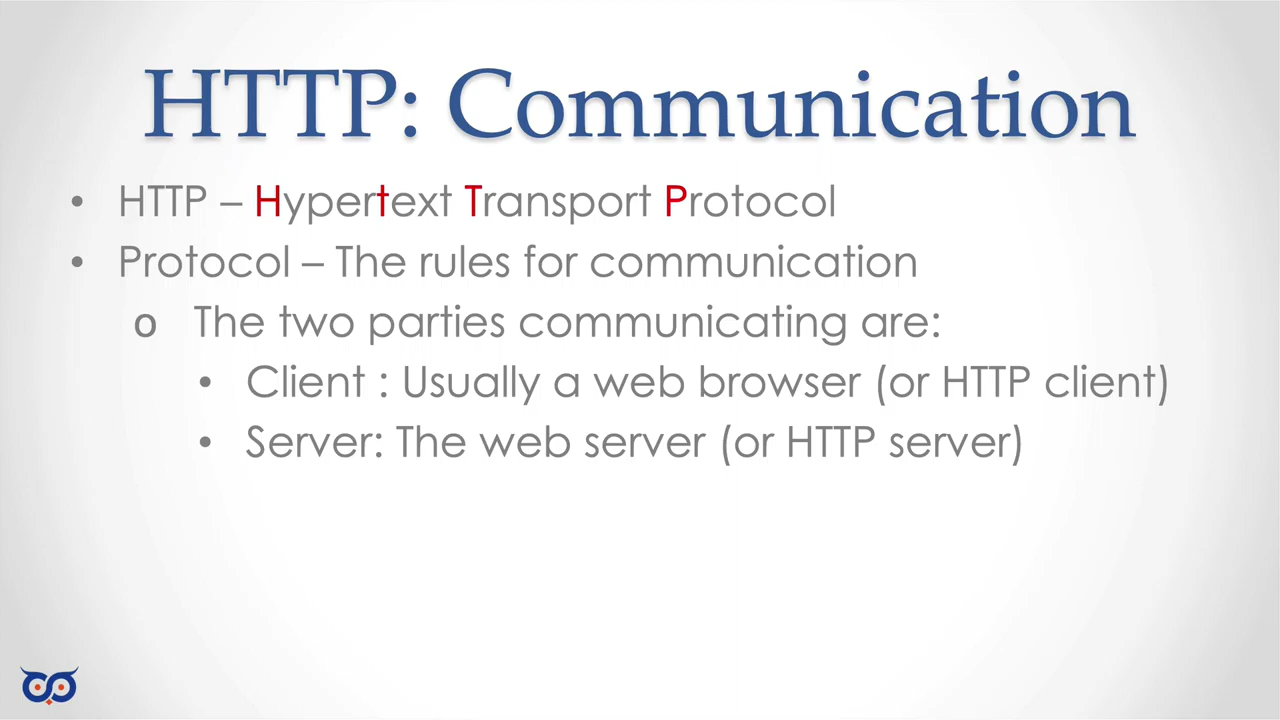 HTTP: Communication
• HTTP – Hypertext Transport Protocol
• Protocol – The rules for communication
o The two parties communicating are:
• Client : Usually a web browser (or HTTP client)
• Server: The web server (or HTTP server)